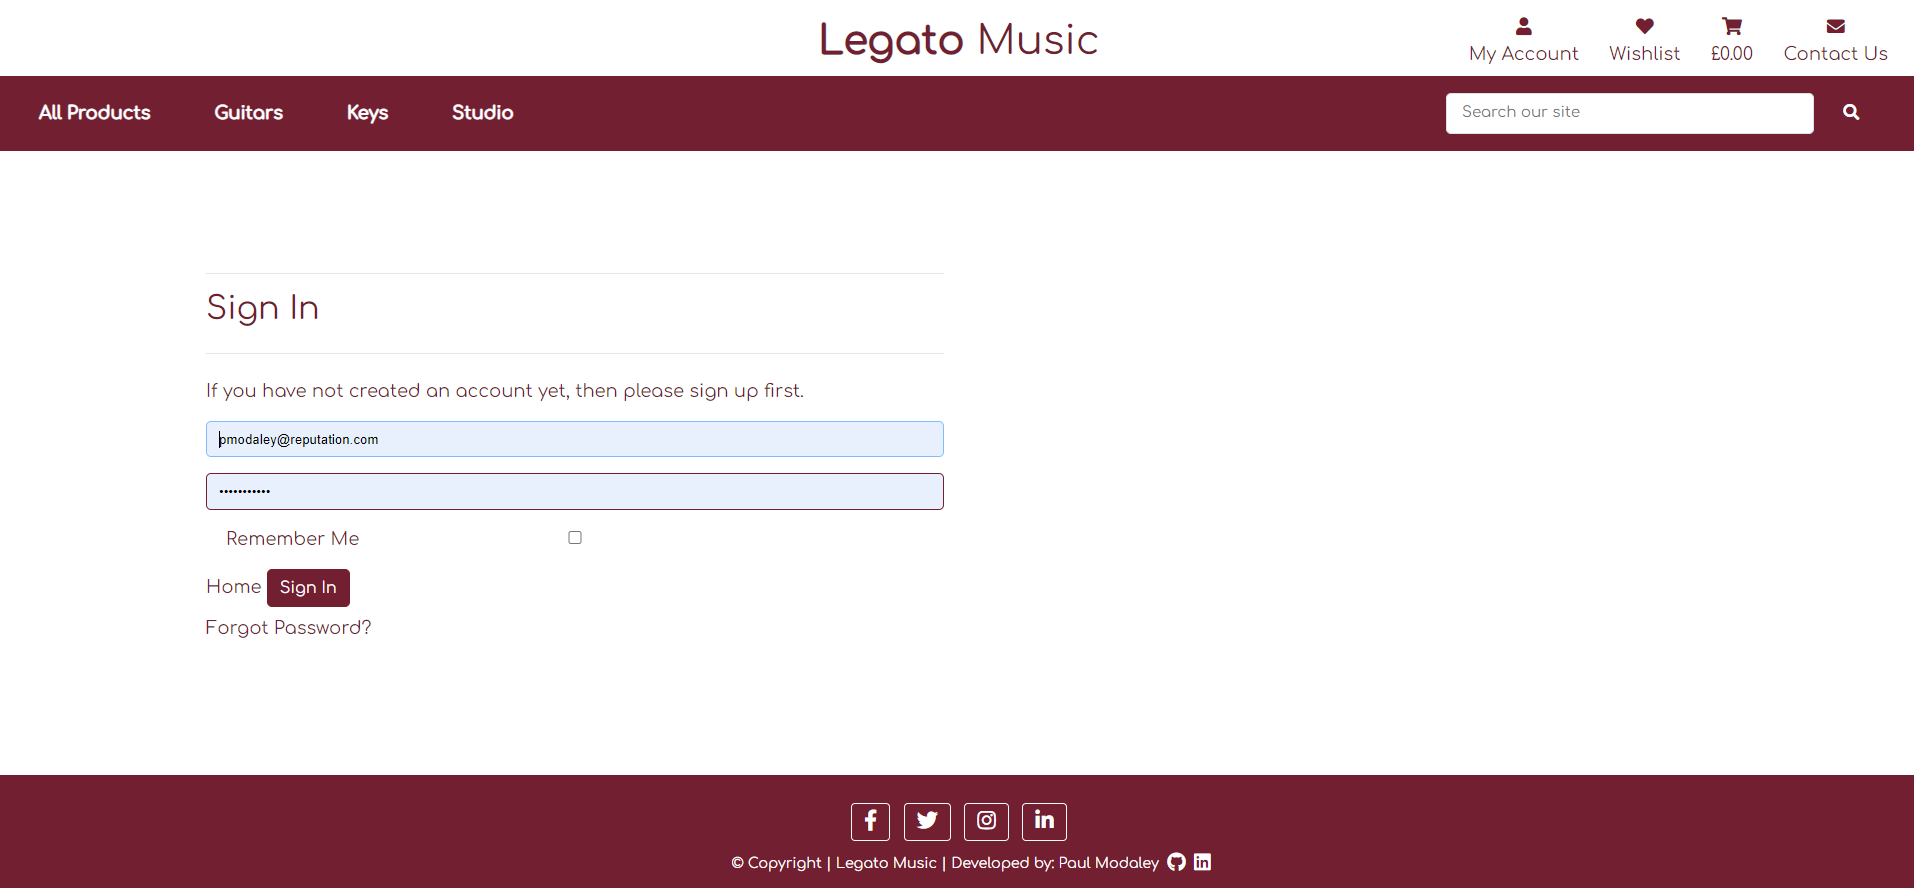 Legato Music
My Account Wishlist £0.00 Contact Us
All Products Guitars Keys Studio Search our site
Sign In
If you have not created an account yet, then please sign up first.
pmodaley@reputation.com
•••••••••••
Remember Me
Home Sign In
Forgot Password?
© Copyright | Legato Music | Developed by: Paul Modaley